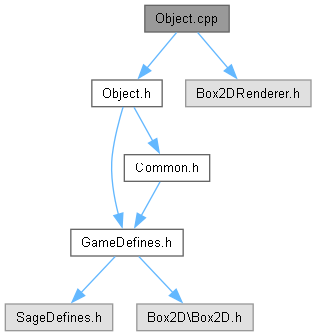 Object.cpp
Object.h
Box2DRenderer.h
Common.h
GameDefines.h
SageDefines.h
Box2D\Box2D.h